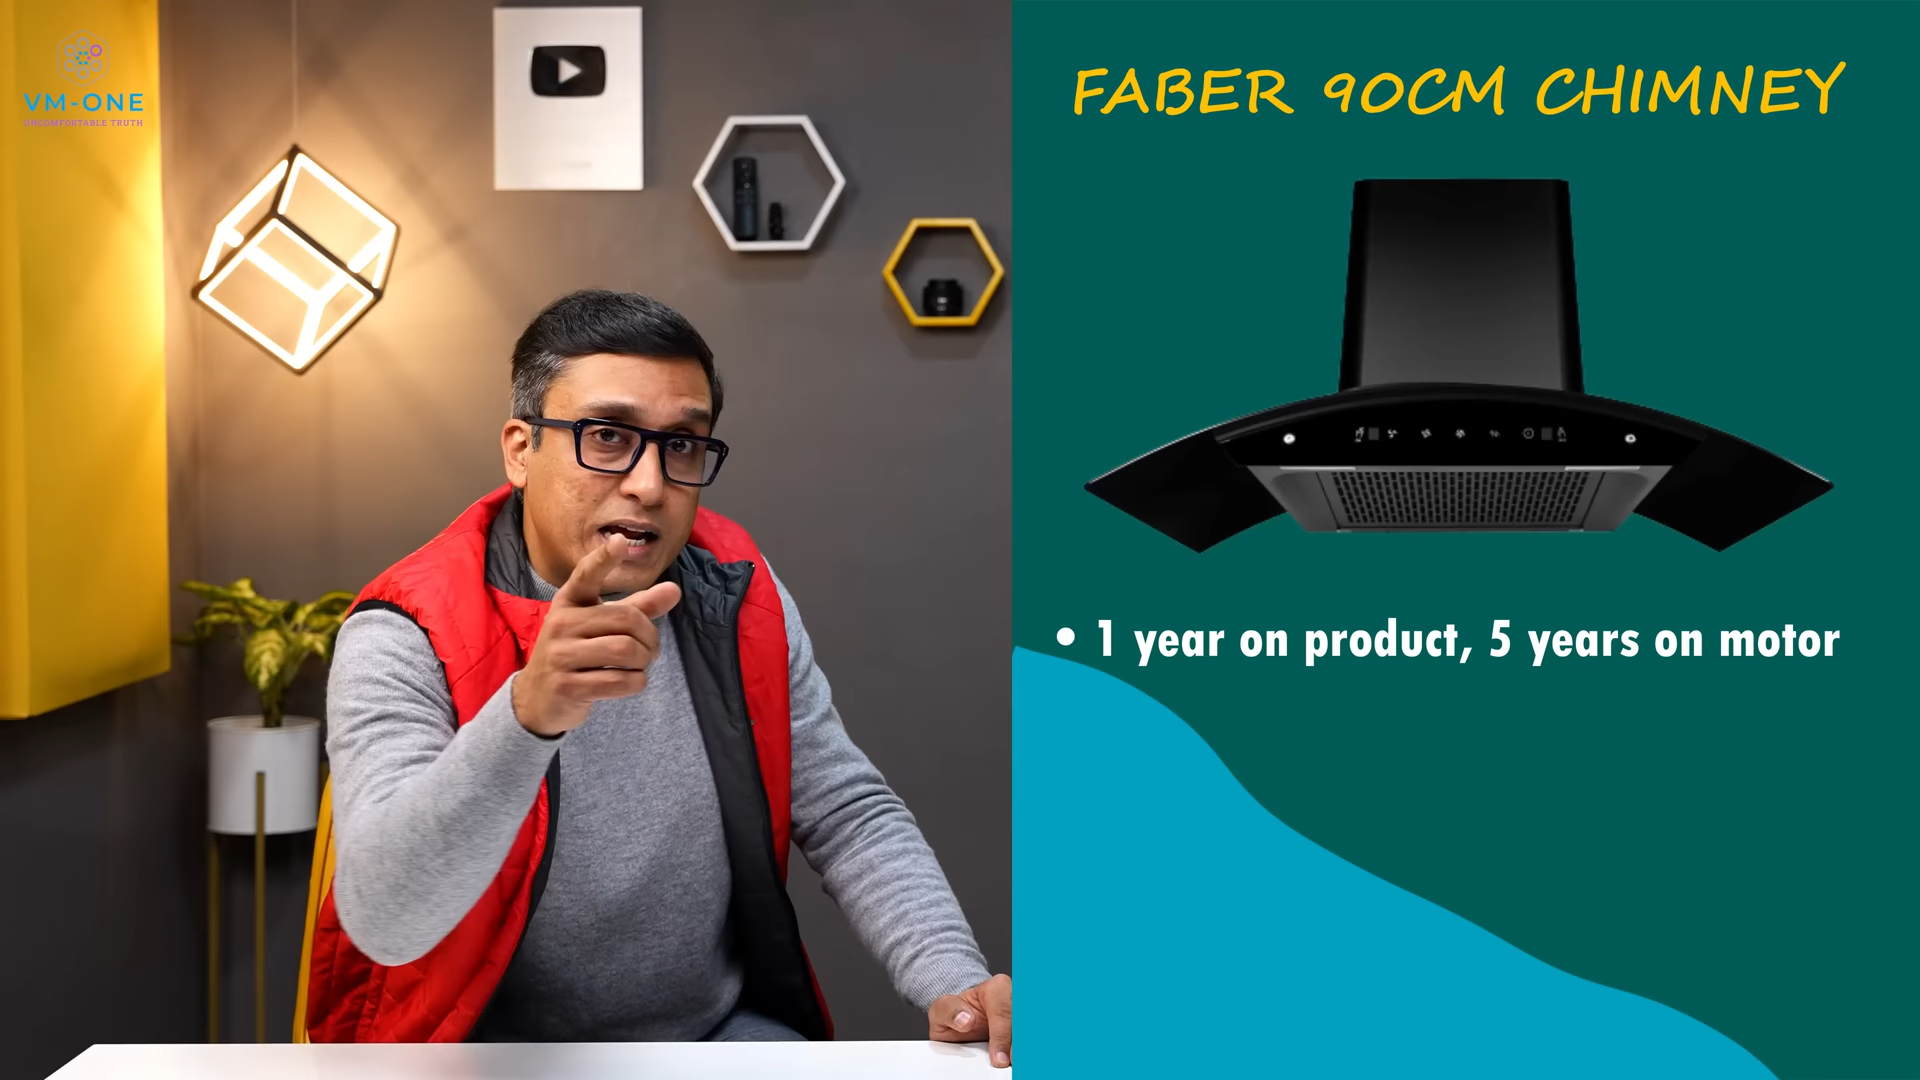 VM-ONE
UNCOMFORTABLE TRUTH
FABER 90CM CHIMNEY
• 1 year on product, 5 years on motor